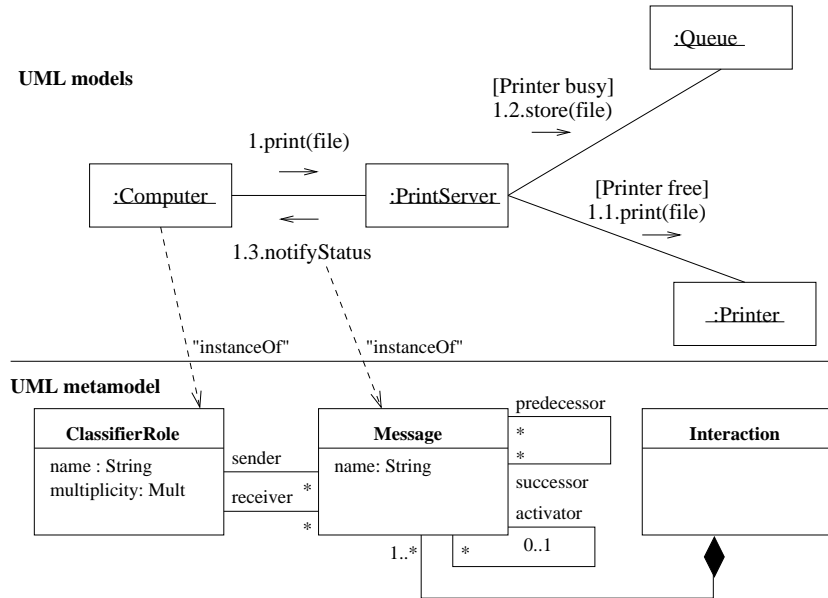 :Queue
UML models
[Printer busy]
1.2.store(file)
1.print(file)
:Computer
:PrintServer
[Printer free]
1.1.print(file)
1.3.notifyStatus
:Printer
"instanceOf"
"instanceOf"
UML metamodel
predecessor
ClassifierRole
Message
Interaction
*
name : String
multiplicity: Mult
sender
*
name: String
*
receiver
successor
activator
*
1..*
*
0..1